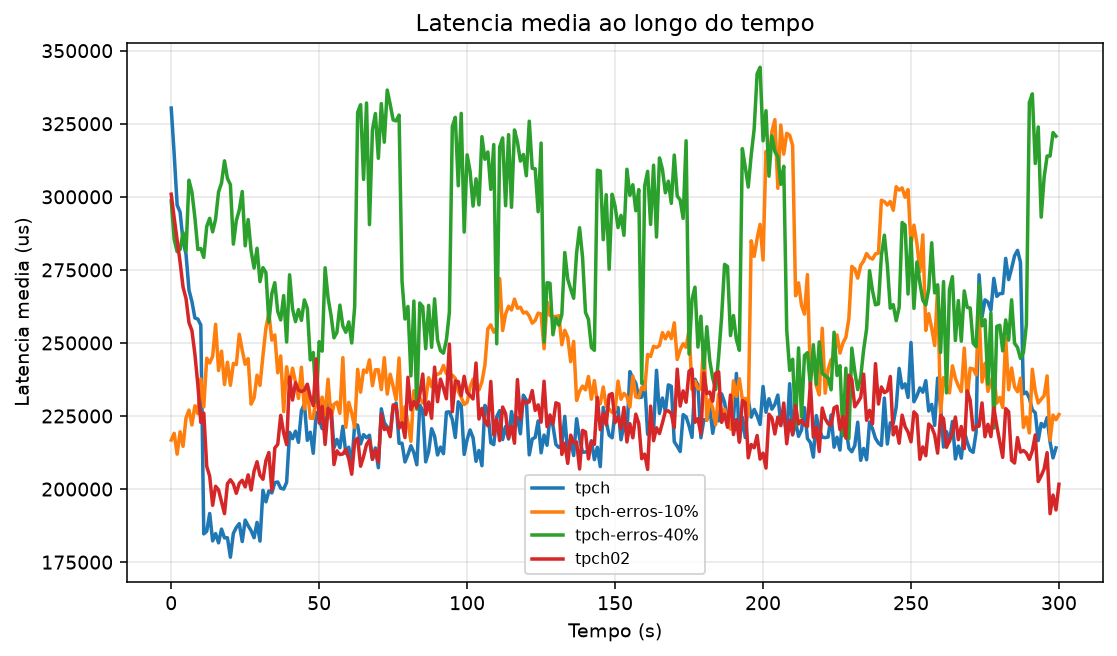 Latencia media ao longo do tempo
350000
325000
300000
275000
250000
225000
200000
175000
Latencia media (us)
tpch
tpch-erros-10%
tpch-erros-40%
tpch02
0 50 100 150 200 250 300
Tempo (s)